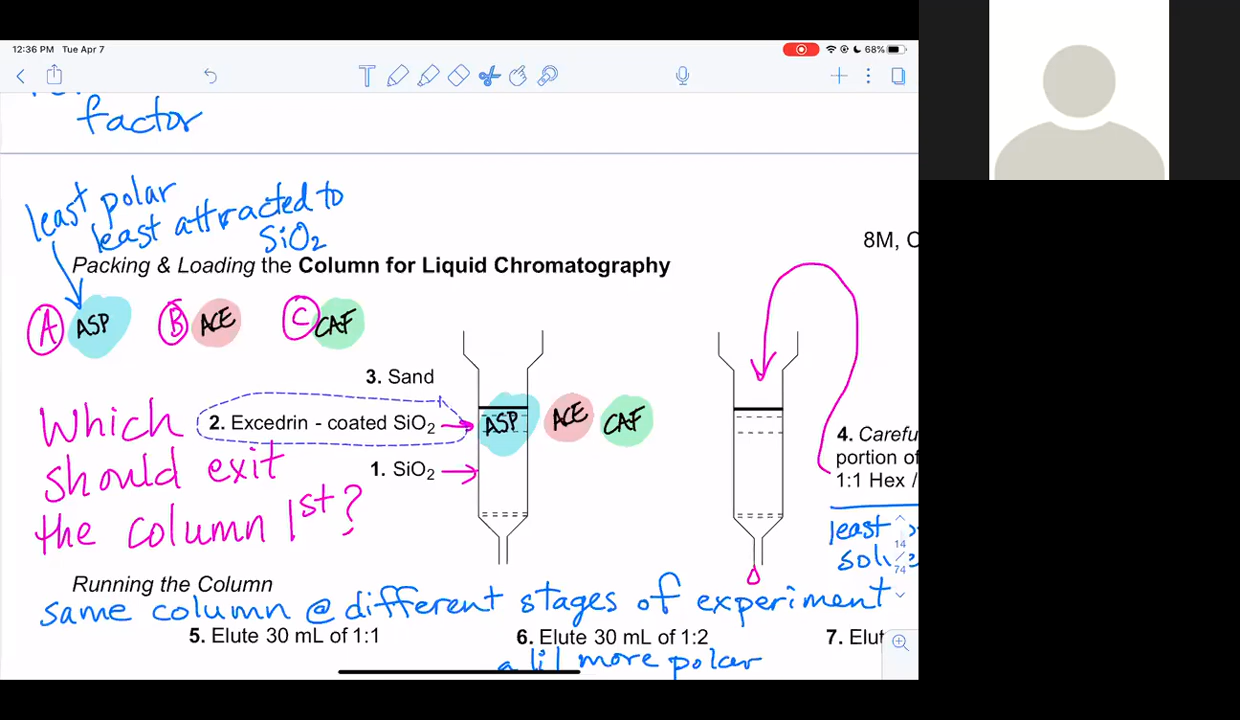 12:36 PM Tue Apr 7
68%
T
factor
least polar
least attracted to
SiO2
8M, C
Packing & Loading the Column for Liquid Chromatography
A ASP B ACE C CAF
3. Sand
2. Excedrin - coated SiO2
ASP ACE CAF
1. SiO2
Which
should exit
the column 1st?
4. Carefu
portion of
1:1 Hex /
least
14
74
Running the Column
same column @ different stages of experiment
5. Elute 30 mL of 1:1
6. Elute 30 mL of 1:2
7. Elut
a lil more polar